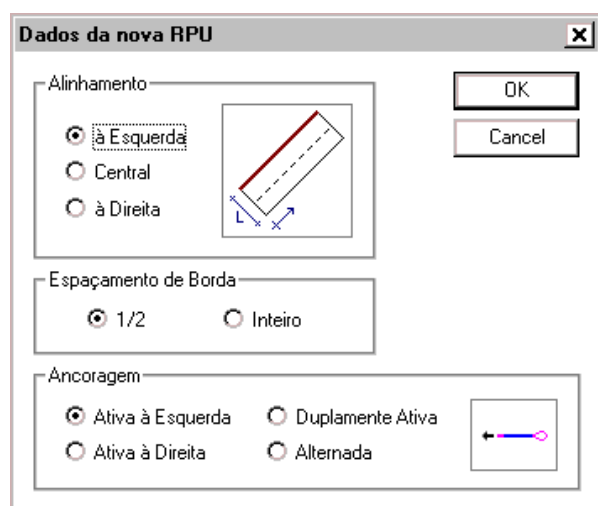 Dados da nova RPU
Alinhamento
à Esquerda
Central
à Direita
L
OK
Cancel
Espaçamento de Borda
1/2
Inteiro
Ancoragem
Ativa à Esquerda
Duplamente Ativa
Ativa à Direita
Alternada